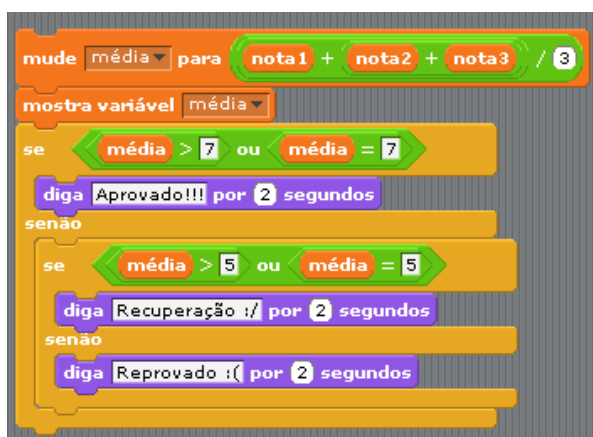 mude média para nota1 + nota2 + nota3 / 3
mostra variável média
se média > 7 ou média = 7
diga Aprovado!!! por 2 segundos
senão
se média > 5 ou média = 5
diga Recuperação :/ por 2 segundos
senão
diga Reprovado :( por 2 segundos